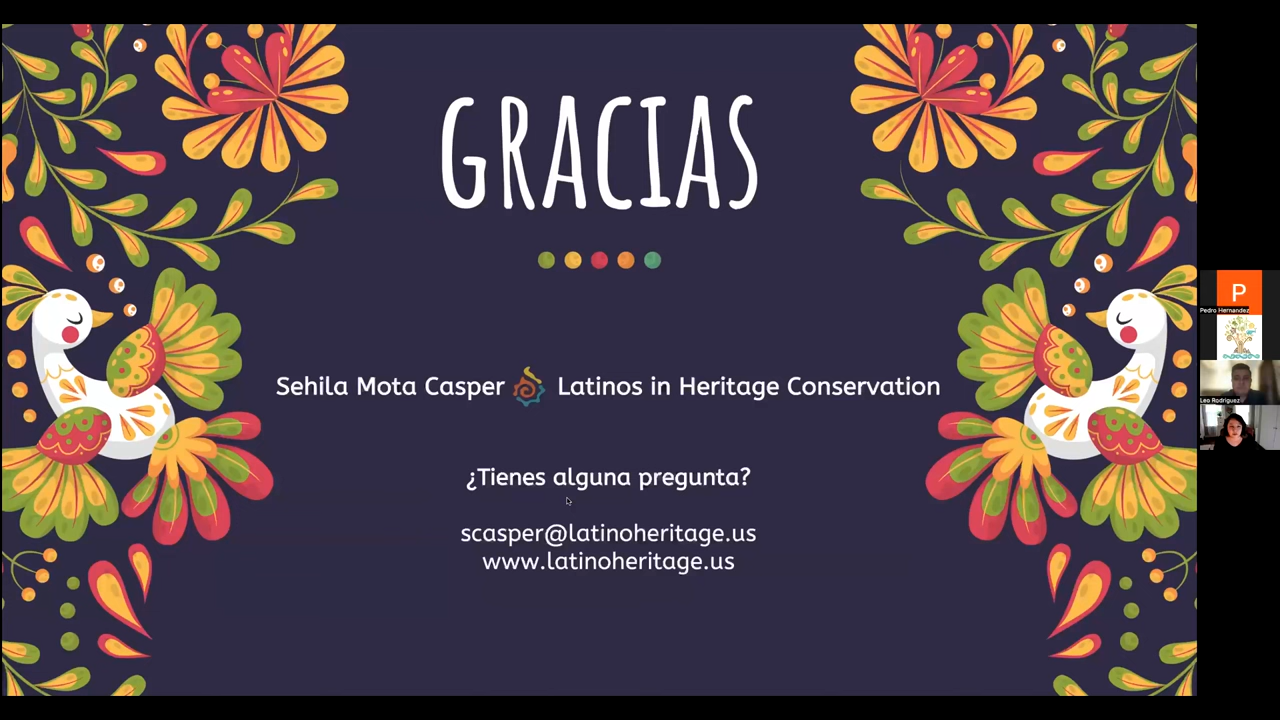 GRACIAS
Sehila Mota Casper Latinos in Heritage Conservation
¿Tienes alguna pregunta?
scasper@latinoheritage.us
www.latinoheritage.us
P
Pedro Hernandez
Leo Rodriguez